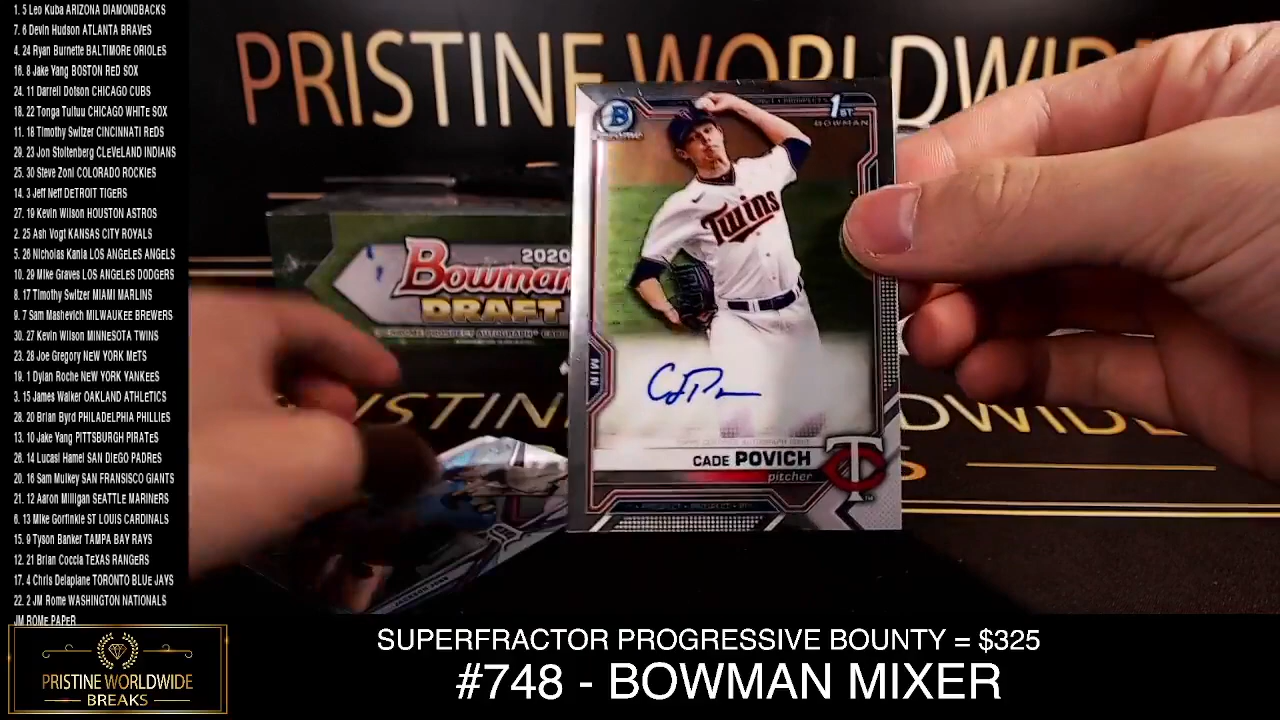 1. 5 Leo Kuba ARIZONA DIAMONDBACKS
7. 6 Devin Hudson ATLANTA BRAVeS
4. 24 Ryan Burnette BALTIMORE ORIOLES
16. 8 Jake Yang BOSTON RED SOX
24. 11 Darrell Dotson CHICAGO CUBS
18. 22 Tonga Tuituu CHICAGO WHITe SOX
11. 18 Timothy Switzer CINCINNATI ReDS
29. 23 Jon Stoltenberg CLeVeLAND INDIANS
25. 30 Steve Zoni COLORADO ROCKIeS
14. 3 Jeff Neff DETROIT TIGERS
27. 19 Kevin Wilson HOUSTON ASTROS
2. 25 Ash Vogt KANSAS CITY ROYALS
5. 26 Nicholas Kania LOS ANGELES ANGELS
10. 29 Mike Graves LOS ANGELES DODGERS
8. 17 Timothy Switzer MIAMI MARLINS
9. 7 Sam Mashevich MILWAUKEE BREWERS
30. 27 Kevin Wilson MINNeSOTA TWINS
23. 28 Joe Gregory NEW YORK METS
19. 1 Dylan Roche NEW YORK YANKeeS
3. 15 James Walker OAKLAND ATHLETICS
28. 20 Brian Byrd PHILADELPHIA PHILLIES
13. 10 Jake Yang PITTSBURGH PIRATeS
26. 14 Lucasl Hamel SAN DIeGO PADRES
20. 16 Sam Mulkey SAN FRANSISCO GIANTS
21. 12 Aaron Milligan SEATTLE MARINERS
6. 13 Mike Gorfinkle ST LOUIS CARDINALS
15. 9 Tyson Banker TAMPA BAY RAYS
12. 21 Brian Coccia TeXAS RANGERS
17. 4 Chris Delaplane TORONTO BLUe JAYS
22. 2 JM Rome WASHINGTON NATIONALS
JM ROMe PAPeR
PRISTINE WORLDWIDE
2020
Bowman
DRAFT
B
1ST
BOWMAN
Twins
MIN
CADE POVICH
pitcher
PRISTINE WORLDWIDE
BREAKS
SUPERFRACTOR PROGRESSIVE BOUNTY = $325
#748 - BOWMAN MIXER